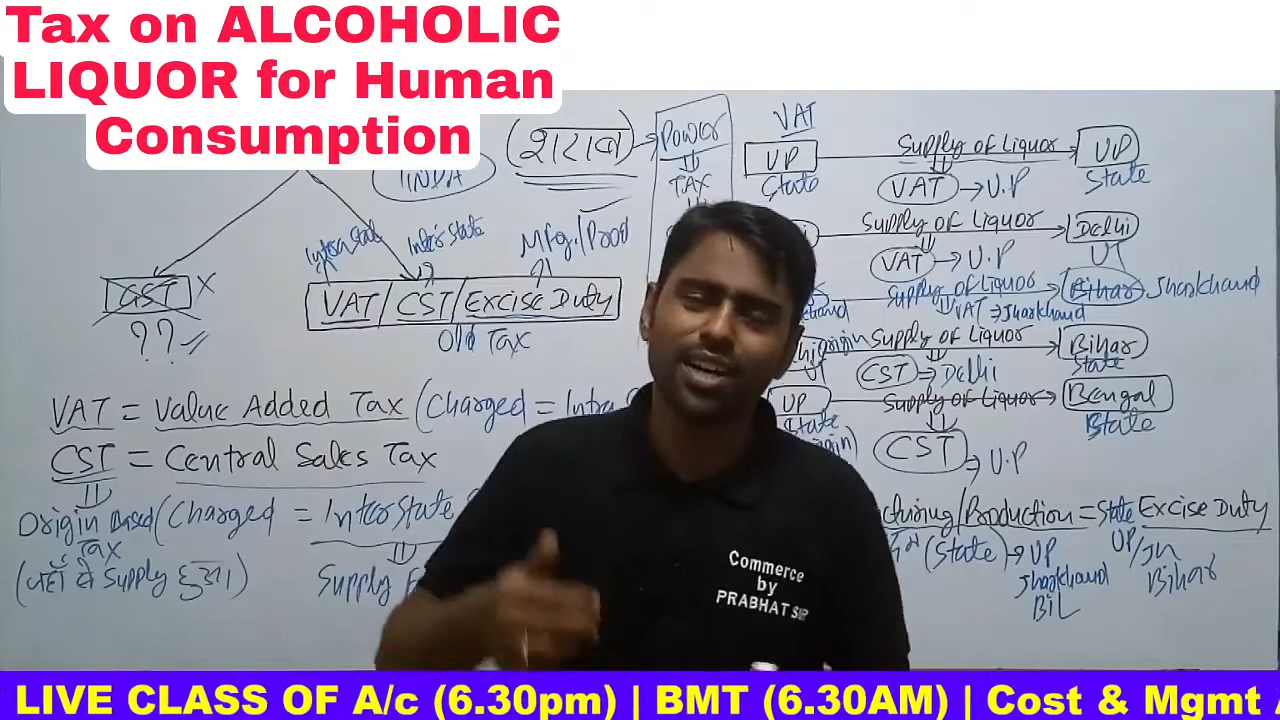 Tax on ALCOHOLIC
LIQUOR for Human
Consumption
INDIA
(शराब)
Power
TAX
Intra State
Inter State
Mfg./Prod
GST X
??
VAT/CST/Excise Duty
Old Tax
VAT = Value Added Tax (Charged = Intra
CST = Central Sales Tax
Origin Based (Charged = InterState
Tax
(जहाँ से Supply हुआ।)
Supply
VAT
UP Supply of Liquor UP
State State
VAT → U.P
Supply of Liquor Delhi
UT
VAT → U.P
Supply of Liquor Bihar Jharkhand
VAT ⇒ Jharkhand
Origin Supply of Liquor Bihar
UT State
CST ⇒ Delhi
UP Supply of Liquor Bengal
State State
CST → U.P
Production = State Excise Duty
(State) → UP UP/JH
Jharkhand Bihar
Commerce
by
PRABHAT SIR
LIVE CLASS OF A/c (6.30pm) | BMT (6.30AM) | Cost & Mgmt